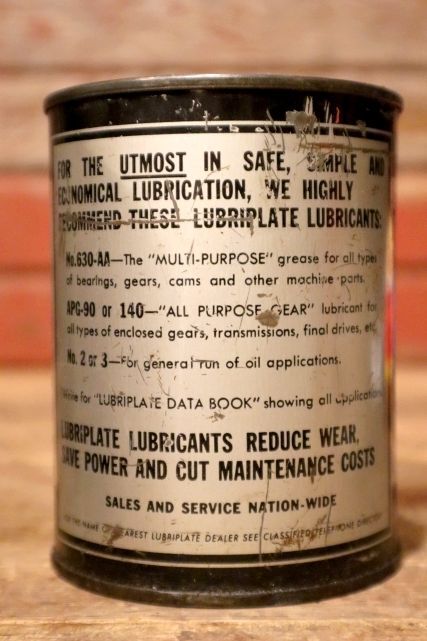 FOR THE UTMOST IN SAFE, SIMPLE AND
ECONOMICAL LUBRICATION, WE HIGHLY
RECOMMEND THESE LUBRIPLATE LUBRICANTS:
No.630-AA—The "MULTI-PURPOSE" grease for all types
of bearings, gears, cams and other machine parts.
APG-90 or 140—"ALL PURPOSE GEAR" lubricant for
all types of enclosed gears, transmissions, final drives, etc.
No. 2 or 3—For general run of oil applications.
Write for "LUBRIPLATE DATA BOOK" showing all applications
LUBRIPLATE LUBRICANTS REDUCE WEAR,
SAVE POWER AND CUT MAINTENANCE COSTS
SALES AND SERVICE NATION-WIDE
FOR THE NAME OF NEAREST LUBRIPLATE DEALER SEE CLASSIFIED TELEPHONE DIRECTORY